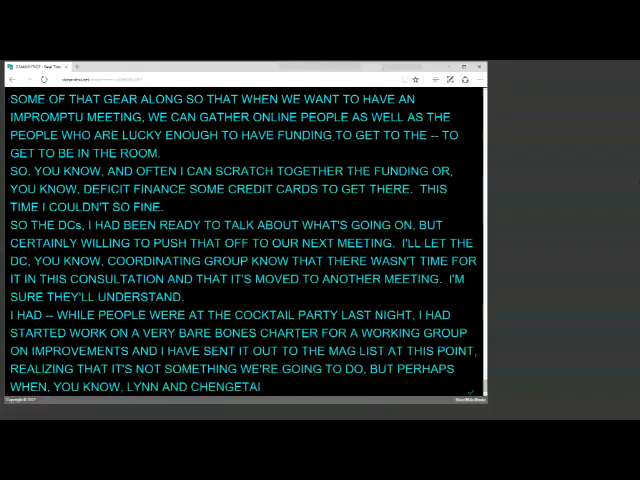 SOME OF THAT GEAR ALONG SO THAT WHEN WE WANT TO HAVE AN
IMPROMPTU MEETING, WE CAN GATHER ONLINE PEOPLE AS WELL AS THE
PEOPLE WHO ARE LUCKY ENOUGH TO HAVE FUNDING TO GET TO THE -- TO
GET TO BE IN THE ROOM.
SO, YOU KNOW, AND OFTEN I CAN SCRATCH TOGETHER THE FUNDING OR,
YOU KNOW, DEFICIT FINANCE SOME CREDIT CARDS TO GET THERE.  THIS
TIME I COULDN'T SO FINE.
SO THE DCs, I HAD BEEN READY TO TALK ABOUT WHAT'S GOING ON, BUT
CERTAINLY WILLING TO PUSH THAT OFF TO OUR NEXT MEETING.  I'LL LET THE
DC, YOU KNOW, COORDINATING GROUP KNOW THAT THERE WASN'T TIME FOR
IT IN THIS CONSULTATION AND THAT IT'S MOVED TO ANOTHER MEETING.  I'M
SURE THEY'LL UNDERSTAND.
I HAD -- WHILE PEOPLE WERE AT THE COCKTAIL PARTY LAST NIGHT, I HAD
STARTED WORK ON A VERY BARE BONES CHARTER FOR A WORKING GROUP
ON IMPROVEMENTS AND I HAVE SENT IT OUT TO THE MAG LIST AT THIS POINT,
REALIZING THAT IT'S NOT SOMETHING WE'RE GOING TO DO, BUT PERHAPS
WHEN, YOU KNOW, LYNN AND CHENGETAI